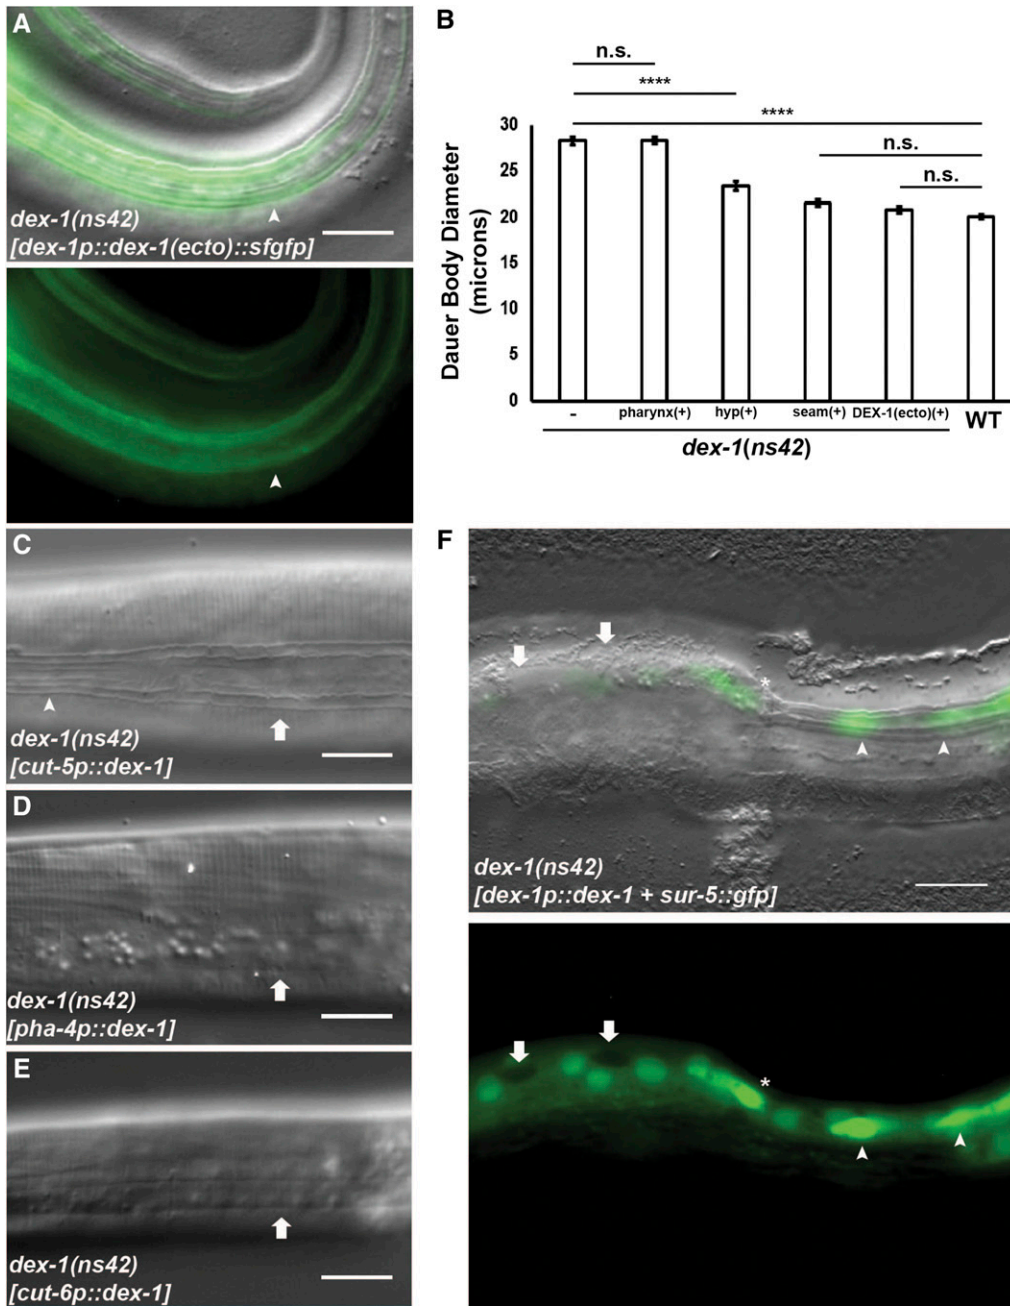 A
dex-1(ns42)
[dex-1p::dex-1(ecto)::sfgfp]
B
n.s.
****
****
n.s.
n.s.
Dauer Body Diameter
(microns)
30
25
20
15
10
5
0
-
pharynx(+)
hyp(+)
seam(+)
DEX-1(ecto)(+)
WT
dex-1(ns42)
C
dex-1(ns42)
[cut-5p::dex-1]
D
dex-1(ns42)
[pha-4p::dex-1]
E
dex-1(ns42)
[cut-6p::dex-1]
F
*
dex-1(ns42)
[dex-1p::dex-1 + sur-5::gfp]
*